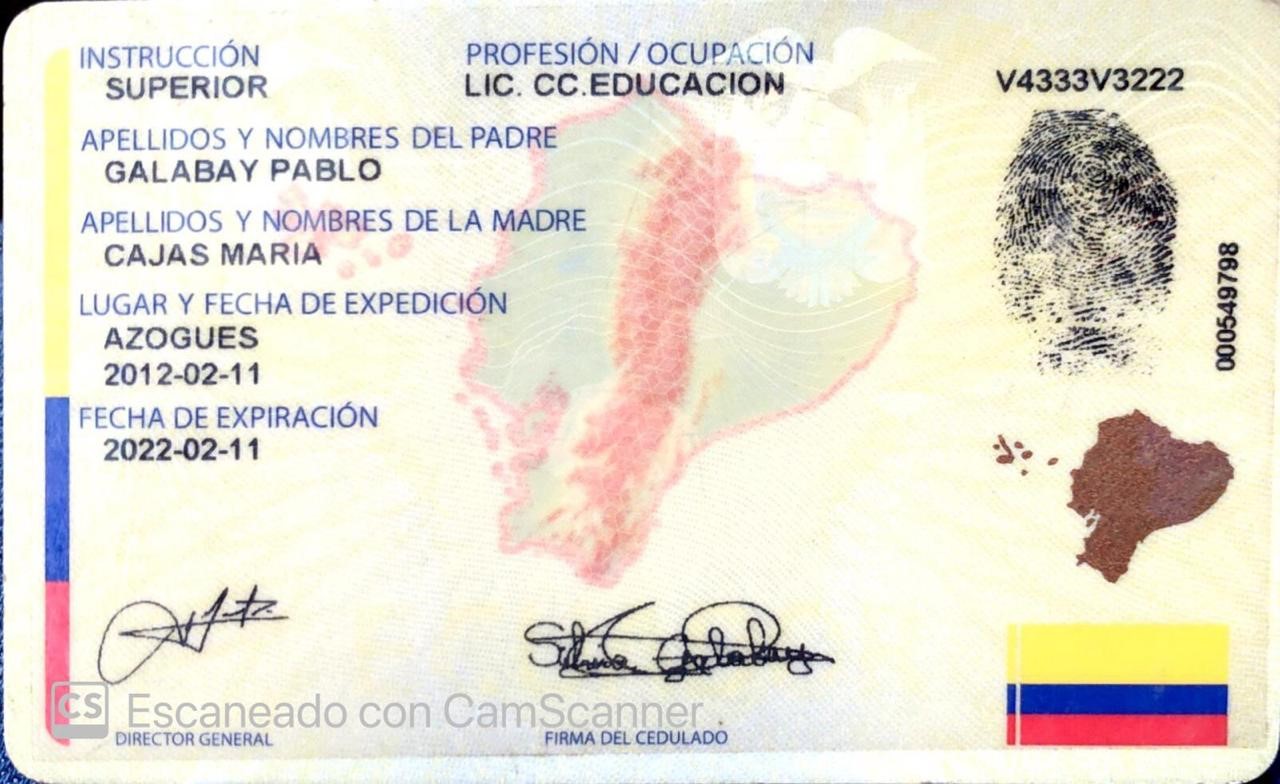 INSTRUCCIÓN
SUPERIOR
PROFESIÓN / OCUPACIÓN
LIC. CC.EDUCACION
V4333V3222
APELLIDOS Y NOMBRES DEL PADRE
GALABAY PABLO
APELLIDOS Y NOMBRES DE LA MADRE
CAJAS MARIA
LUGAR Y FECHA DE EXPEDICIÓN
AZOGUES
2012-02-11
FECHA DE EXPIRACIÓN
2022-02-11
000549798
CS Escaneado con CamScanner
DIRECTOR GENERAL
FIRMA DEL CEDULADO